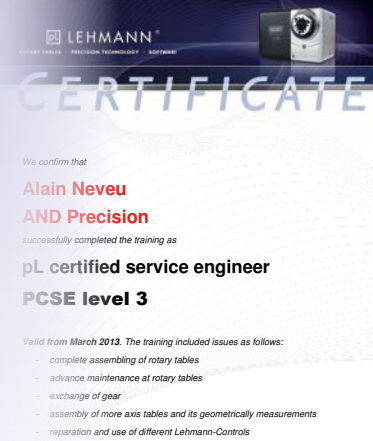 pL LEHMANN®
ROTARY TABLES · PRECISION TECHNOLOGY · SOFTWARE
CERTIFICATE
We confirm that
Alain Neveu
AND Precision
successfully completed the training as
pL certified service engineer
PCSE level 3
Valid from March 2013. The training included issues as follows:
- complete assembling of rotary tables
- advance maintenance at rotary tables
- exchange of gear
- assembly of more axis tables and its geometrically measurements
- reparation and use of different Lehmann-Controls